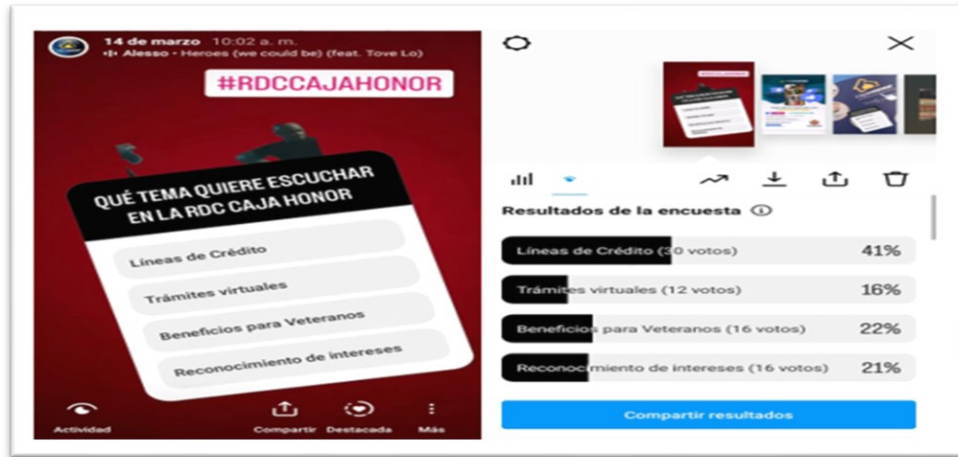 14 de marzo 10:02 a. m.
Alesso • Heroes (we could be) (feat. Tove Lo)
#RDCCAJAHONOR
QUÉ TEMA QUIERE ESCUCHAR
EN LA RDC CAJA HONOR
Líneas de Crédito
Trámites virtuales
Beneficios para Veteranos
Reconocimiento de intereses
Actividad
Compartir
Destacada
Más
Resultados de la encuesta
Líneas de Crédito (30 votos) 41%
Trámites virtuales (12 votos) 16%
Beneficios para Veteranos (16 votos) 22%
Reconocimiento de intereses (16 votos) 21%
Compartir resultados